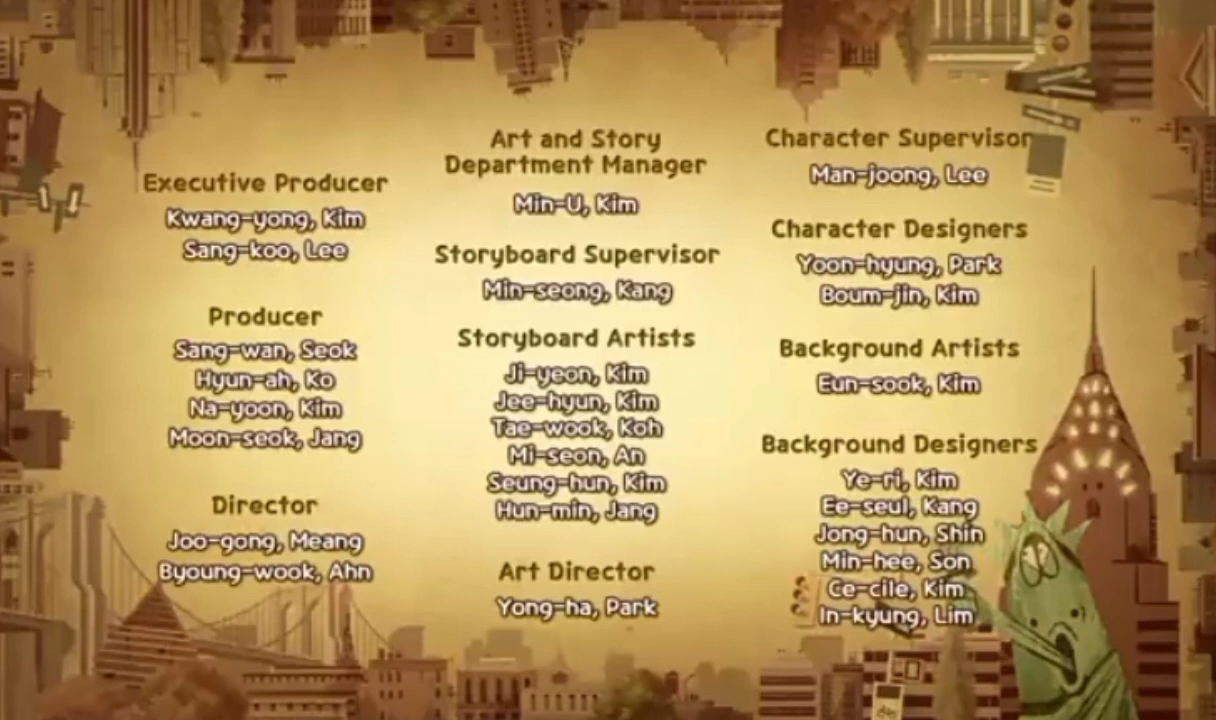 Executive Producer
Kwang-yong, Kim
Sang-koo, Lee
Producer
Sang-wan, Seok
Hyun-ah, Ko
Na-yoon, Kim
Moon-seok, Jang
Director
Joo-gong, Meang
Byoung-wook, Ahn
Art and Story
Department Manager
Min-U, Kim
Storyboard Supervisor
Min-seong, Kang
Storyboard Artists
Ji-yeon, Kim
Jee-hyun, Kim
Tae-wook, Koh
Mi-seon, An
Seung-hun, Kim
Hun-min, Jang
Art Director
Yong-ha, Park
Character Supervisor
Man-joong, Lee
Character Designers
Yoon-hyung, Park
Boum-jin, Kim
Background Artists
Eun-sook, Kim
Background Designers
Ye-ri, Kim
Ee-seul, Kang
Jong-hun, Shin
Min-hee, Son
Ce-cile, Kim
In-kyung, Lim